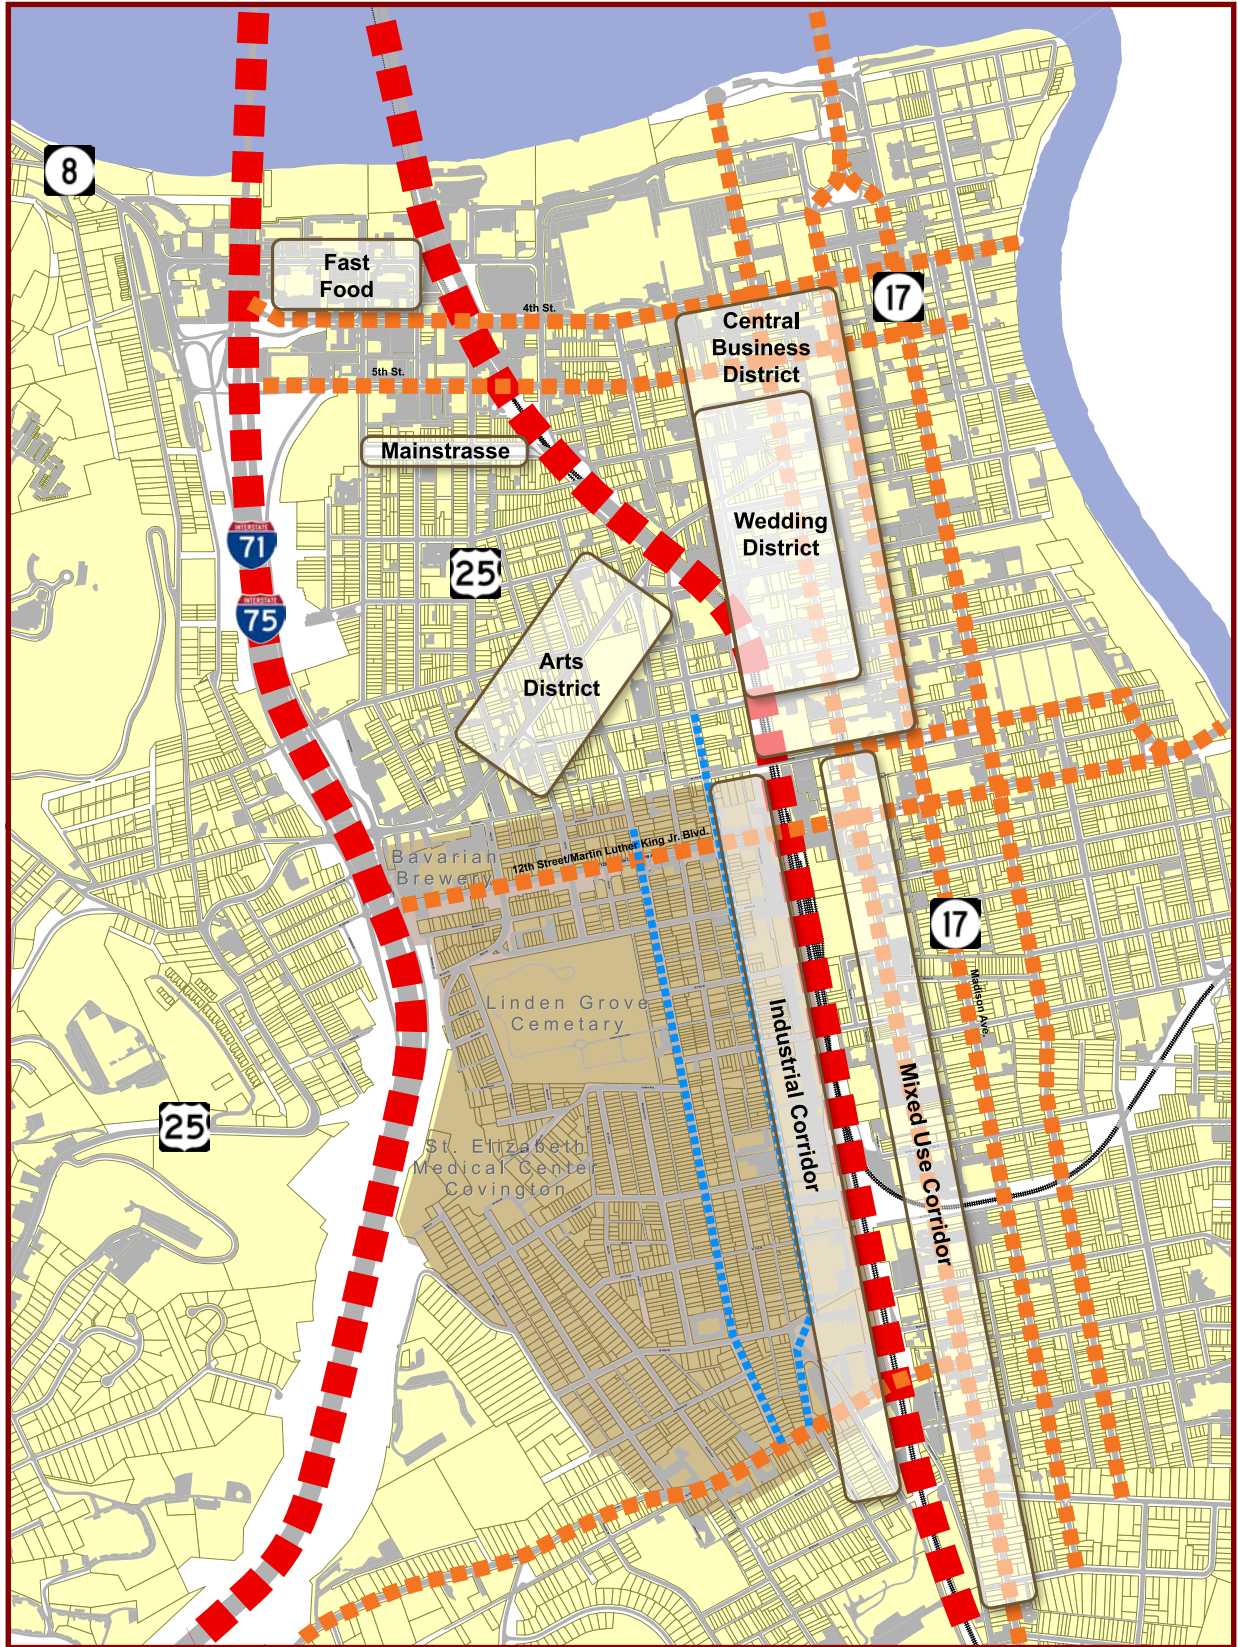 8
Fast
Food
4th St.
17
Central
Business
District
5th St.
Mainstrasse
Wedding
District
INTERSTATE
71
25
INTERSTATE
75
Arts
District
12th Street/Martin Luther King Jr. Blvd.
Bavarian
Brewery
17
Madison Ave.
Linden Grove
Cemetary
Industrial Corridor
Mixed Use Corridor
25
St. Elizabeth
Medical Center
Covington